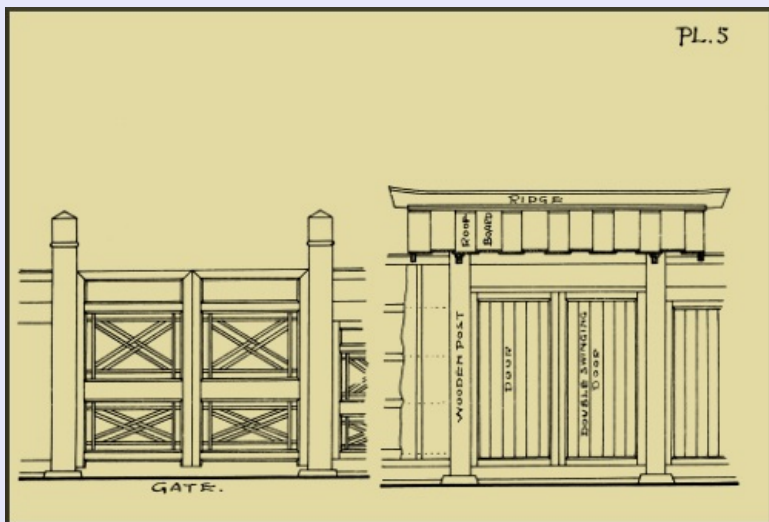 PL.5
RIDGE
ROOF
BOARD
WOODEN POST
DOOR
DOUBLE SWINGING
DOOR
GATE.